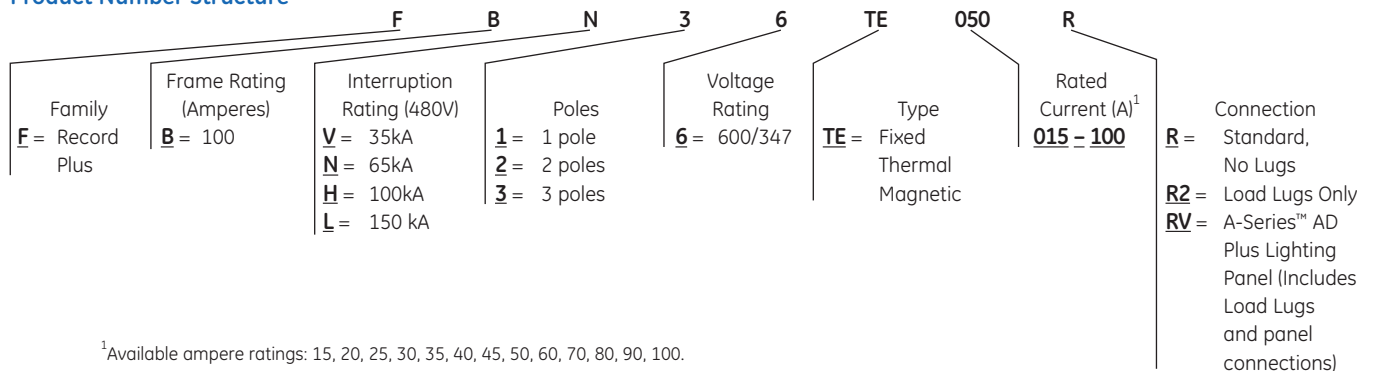 Product Number Structure
F B N 3 6 TE 050 R
Family
F = Record
Plus
Frame Rating
(Amperes)
B = 100
Interruption
Rating (480V)
V = 35kA
N = 65kA
H = 100kA
L = 150 kA
Poles
1 = 1 pole
2 = 2 poles
3 = 3 poles
Voltage
Rating
6 = 600/347
Type
TE = Fixed
Thermal
Magnetic
Rated
Current (A)1
015 – 100
Connection
R = Standard,
No Lugs
R2 = Load Lugs Only
RV = A-Series™ AD
Plus Lighting
Panel (Includes
Load Lugs
and panel
connections)
1Available ampere ratings: 15, 20, 25, 30, 35, 40, 45, 50, 60, 70, 80, 90, 100.